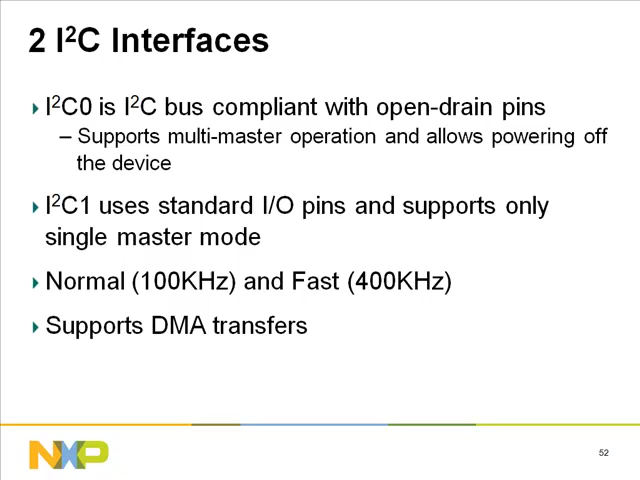 2 I²C Interfaces
I²C0 is I²C bus compliant with open-drain pins
– Supports multi-master operation and allows powering off
the device
I²C1 uses standard I/O pins and supports only
single master mode
Normal (100KHz) and Fast (400KHz)
Supports DMA transfers
NXP
52